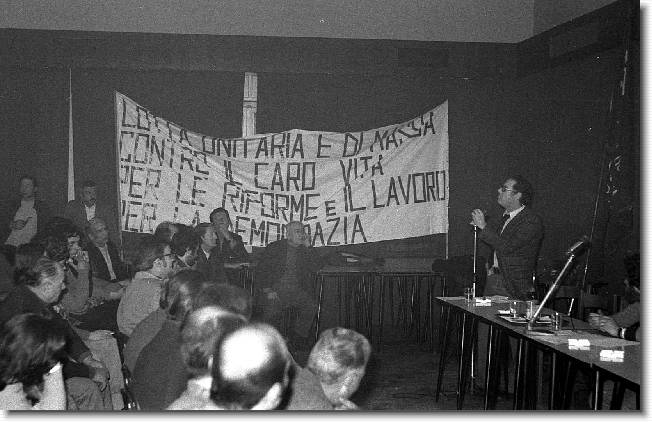 LOTTA UNITARIA E DI MASSA
CONTRO IL CARO VITA
PER LE RIFORME E IL LAVORO
PER LA DEMOCRAZIA